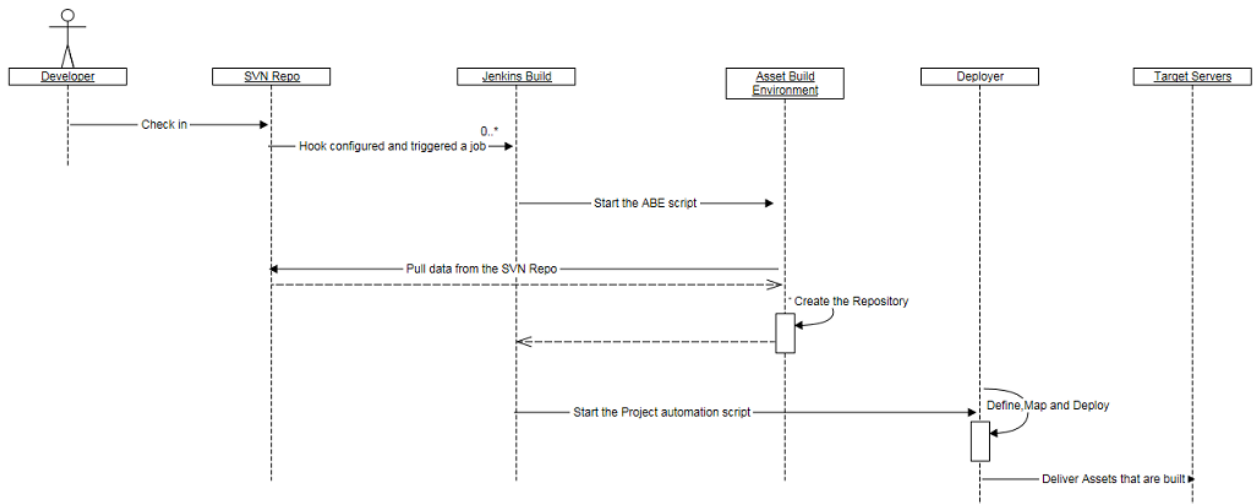 Developer
SVN Repo
Jenkins Build
Asset Build
Environment
Deployer
Target Servers
Check in
0..*
Hook configured and triggered a job
Start the ABE script
Pull data from the SVN Repo
* Create the Repository
Define,Map and Deploy
Start the Project automation script
Deliver Assets that are built